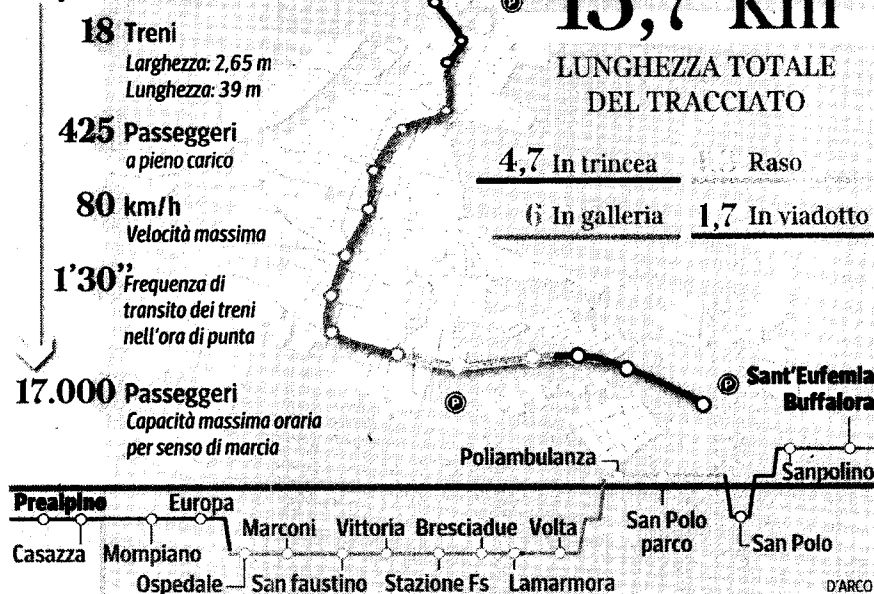 18 Treni
Larghezza: 2,65 m
Lunghezza: 39 m
425 Passeggeri
a pieno carico
80 km/h
Velocità massima
1'30” Frequenza di
transito dei treni
nell'ora di punta
17.000 Passeggeri
Capacità massima oraria
per senso di marcia
P
13,7 Km
LUNGHEZZA TOTALE
DEL TRACCIATO
4,7 In trincea
Raso
6 In galleria
1,7 In viadotto
P
P
Sant'Eufemia
Buffalora
Poliambulanza
Sanpolino
Prealpino
Europa
Casazza
Mompiano
Marconi
Vittoria
Bresciadue
Volta
San Polo
parco
San Polo
Ospedale
San faustino
Stazione Fs
Lamarmora
D'ARCO